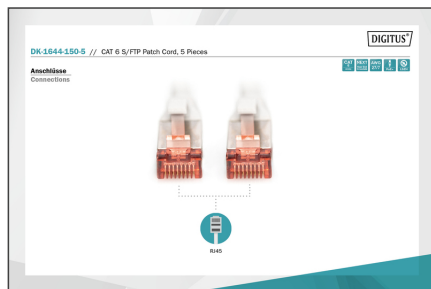 DIGITUS®
DK-1644-150-5 // CAT 6 S/FTP Patch Cord, 5 Pieces
Anschlüsse
Connections
RJ45